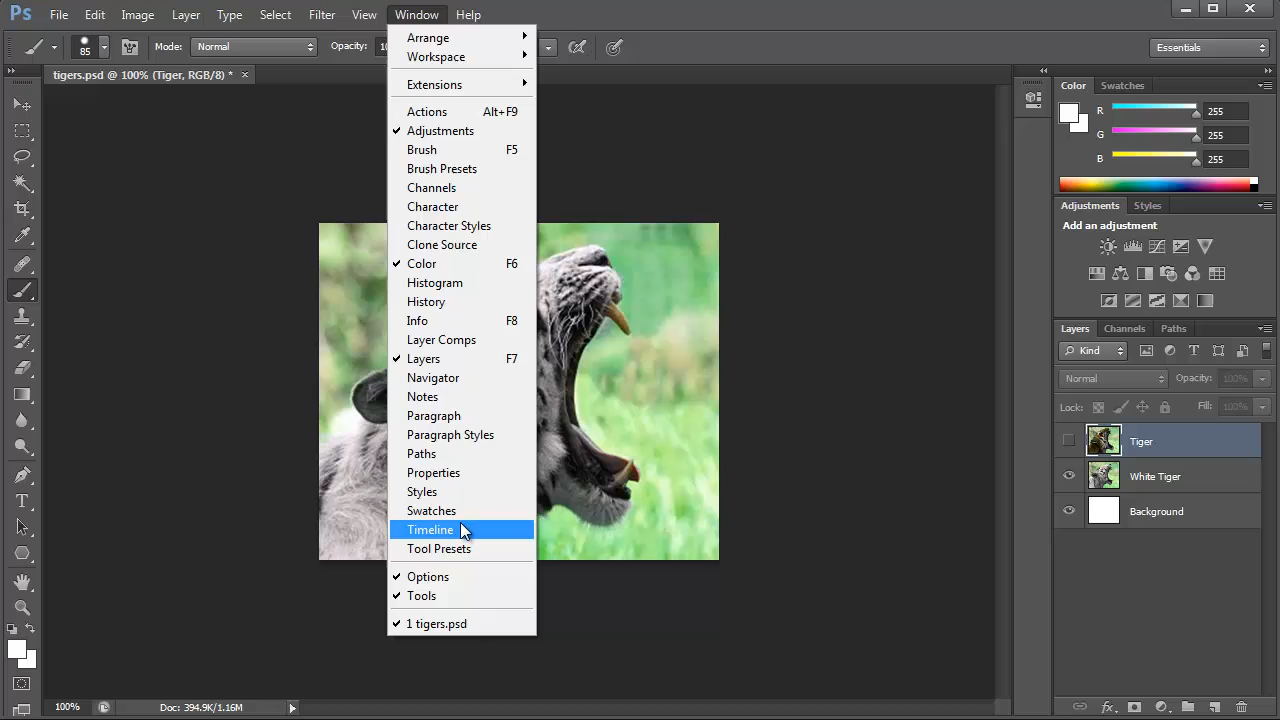 Ps File Edit Image Layer Type Select Filter View Window Help
85 Mode: Normal Opacity: Essentials
tigers.psd @ 100% (Tiger, RGB/8) * ×
Arrange
Workspace
Extensions
Actions Alt+F9
Adjustments
Brush F5
Brush Presets
Channels
Character
Character Styles
Clone Source
Color F6
Histogram
History
Info F8
Layer Comps
Layers F7
Navigator
Notes
Paragraph
Paragraph Styles
Paths
Properties
Styles
Swatches
Timeline
Tool Presets
Options
Tools
1 tigers.psd
Color Swatches
R 255
G 255
B 255
Adjustments Styles
Add an adjustment
Layers Channels Paths
Kind
Normal Opacity: 100%
Lock: Fill: 100%
Tiger
White Tiger
Background
100% Doc: 394.9K/1.16M